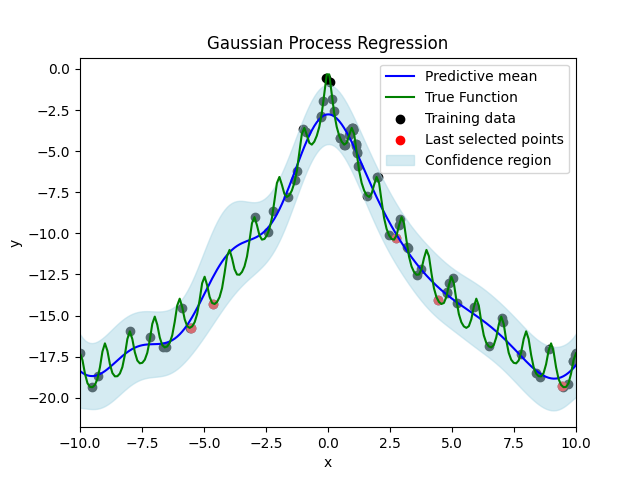 Gaussian Process Regression
Predictive mean
True Function
Training data
Last selected points
Confidence region
0.0
−2.5
−5.0
−7.5
−10.0
−12.5
−15.0
−17.5
−20.0
y
−10.0 −7.5 −5.0 −2.5 0.0 2.5 5.0 7.5 10.0
x